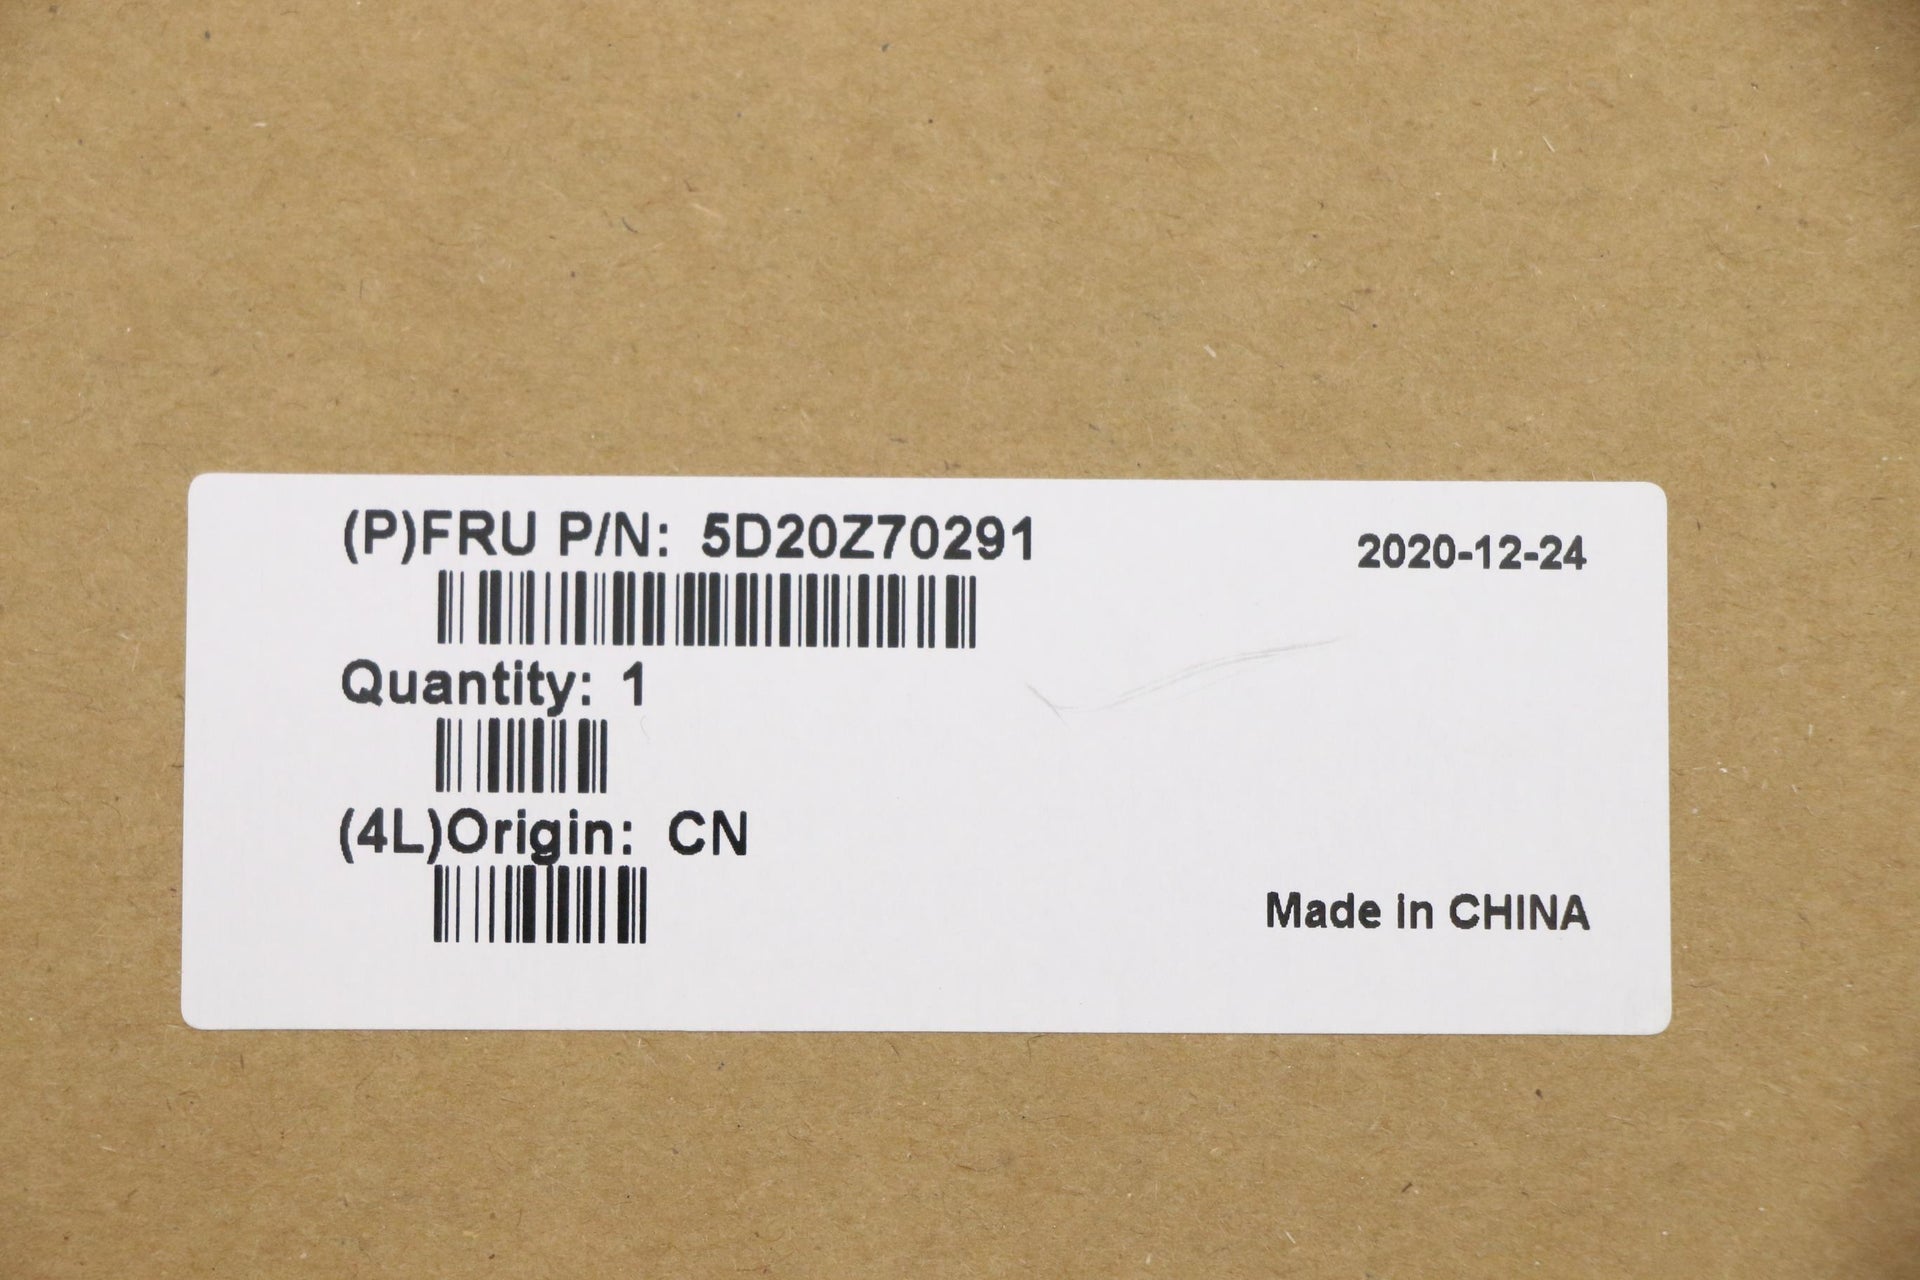 (P)FRU P/N: 5D20Z70291
2020-12-24
Quantity: 1
(4L)Origin: CN
Made in CHINA